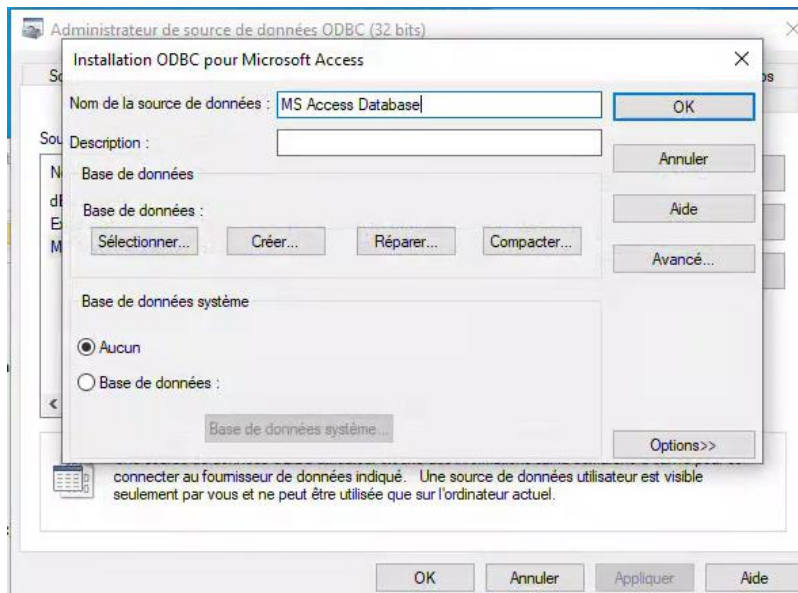 Administrateur de source de données ODBC (32 bits)
Installation ODBC pour Microsoft Access
Nom de la source de données : MS Access Database
OK
Description :
Annuler
Base de données
Aide
Base de données :
Sélectionner... Créer... Réparer... Compacter...
Avancé...
Base de données système
Aucun
Base de données :
Base de données système...
Options>>
connecter au fournisseur de données indiqué. Une source de données utilisateur est visible
seulement par vous et ne peut être utilisée que sur l'ordinateur actuel.
OK Annuler Appliquer Aide